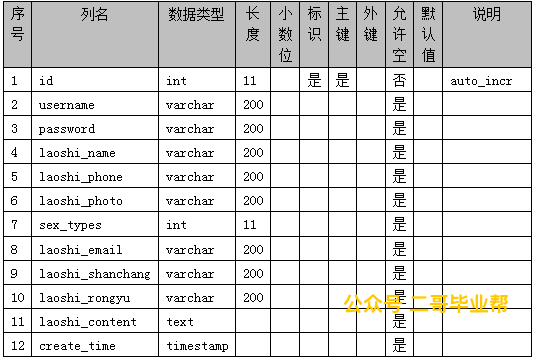 序号 列名 数据类型 长度 小数位 标识 主键 外键 允许空 默认值 说明
1 id int 11 是 是 否 auto_incr
2 username varchar 200 是
3 password varchar 200 是
4 laoshi_name varchar 200 是
5 laoshi_phone varchar 200 是
6 laoshi_photo varchar 200 是
7 sex_types int 11 是
8 laoshi_email varchar 200 是
9 laoshi_shanchang varchar 200 是
10 laoshi_rongyu varchar 200 是
公众号 二哥毕业帮
11 laoshi_content text 是
12 create_time timestamp 是